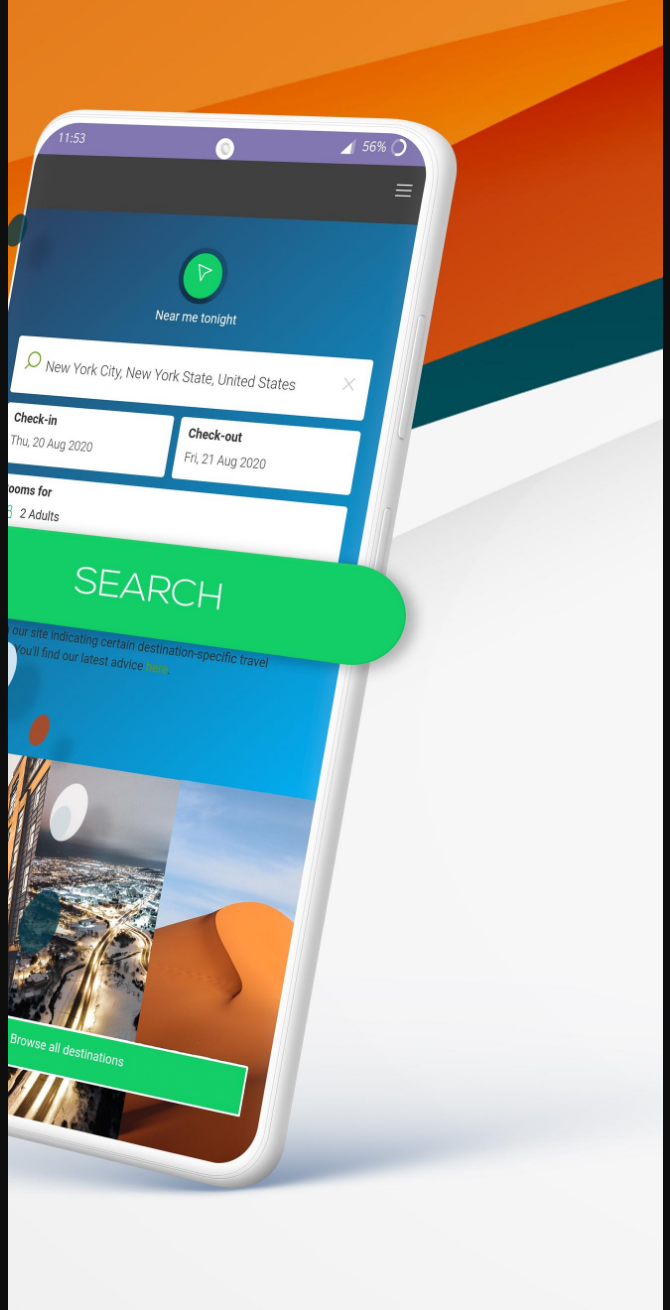 11:53
56%
Near me tonight
New York City, New York State, United States
Check-in
Thu, 20 Aug 2020
Check-out
Fri, 21 Aug 2020
for
2 Adults
SEARCH
our site indicating certain destination-specific travel
You'll find our latest advice here.
Browse all destinations